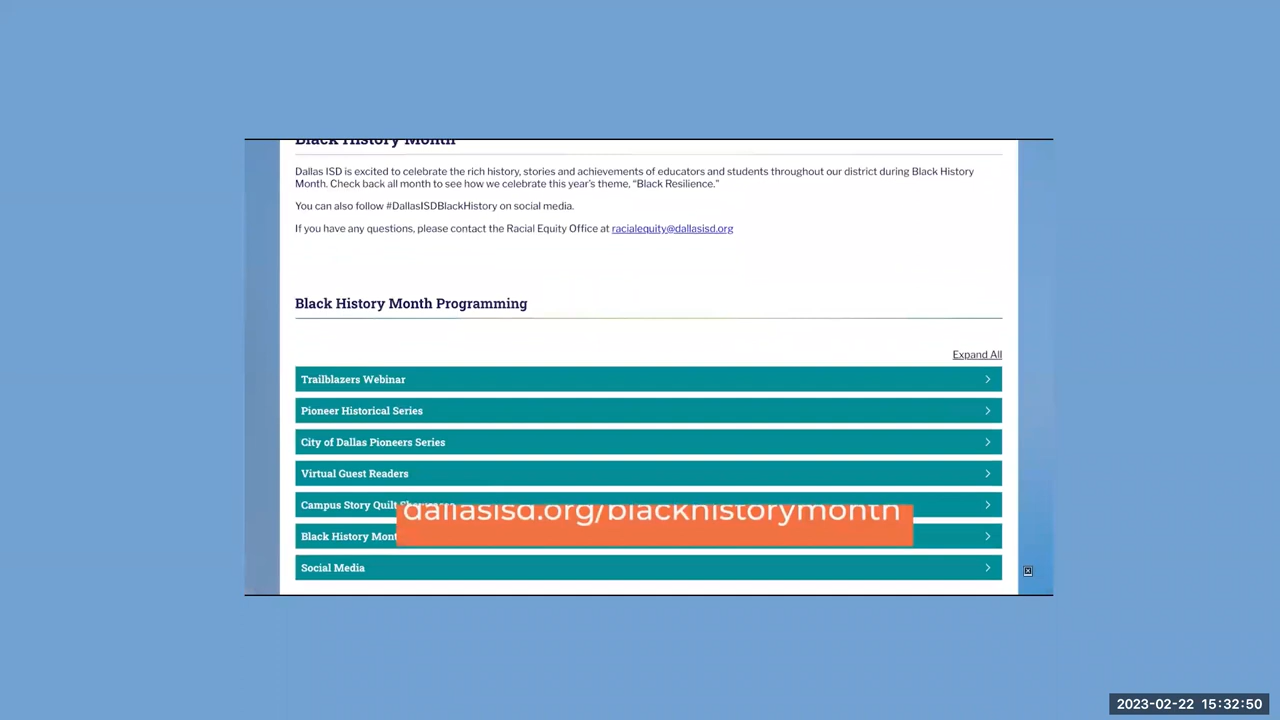 Black History Month
Dallas ISD is excited to celebrate the rich history, stories and achievements of educators and students throughout our district during Black History
Month. Check back all month to see how we celebrate this year's theme, “Black Resilience.”
You can also follow #DallasISDBlackHistory on social media.
If you have any questions, please contact the Racial Equity Office at racialequity@dallasisd.org
Black History Month Programming
Expand All
Trailblazers Webinar
Pioneer Historical Series
City of Dallas Pioneers Series
Virtual Guest Readers
Campus Story Quilt
dallasisd.org/blackhistorymonth
Black History Mont
Social Media
2023-02-22 15:32:50